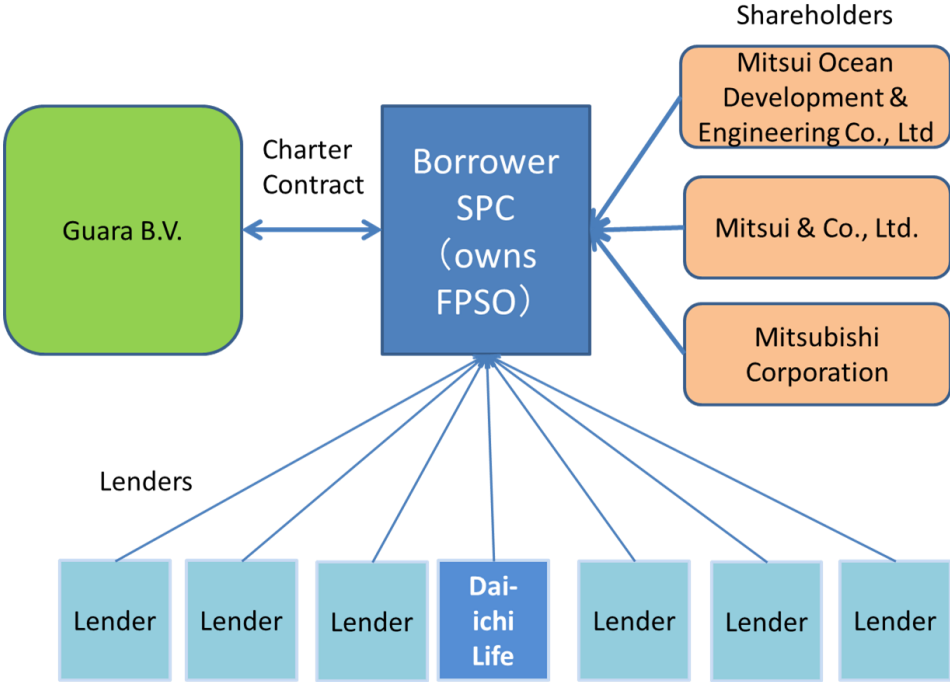 Shareholders
Mitsui Ocean
Development &
Engineering Co., Ltd
Charter
Contract
Borrower
SPC
（owns
FPSO）
Guara B.V.
Mitsui & Co., Ltd.
Mitsubishi
Corporation
Lenders
Lender
Lender
Lender
Dai-
ichi
Life
Lender
Lender
Lender